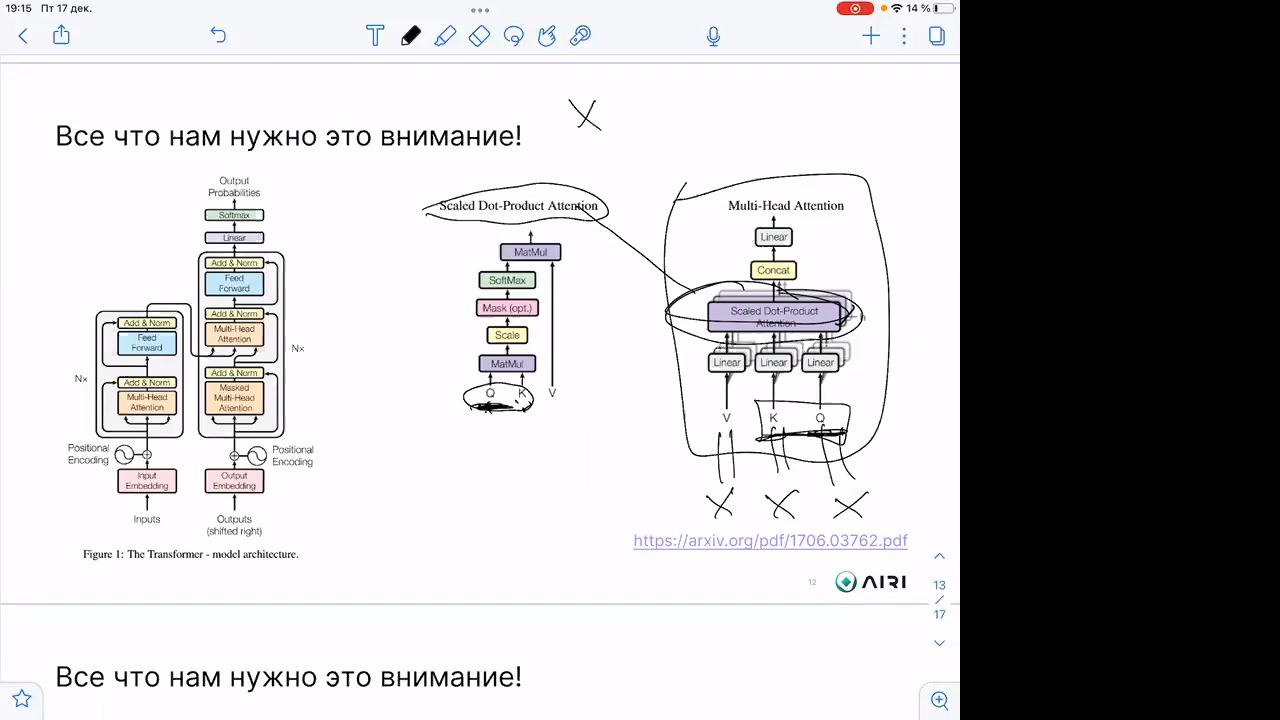 19:15 Пт 17 дек.
14 %
Все что нам нужно это внимание!
X
Output
Probabilities
Softmax
Linear
Add & Norm
Feed
Forward
Add & Norm
Multi-Head
Attention
Add & Norm
Masked
Multi-Head
Attention
N×
Add & Norm
Feed
Forward
Add & Norm
Multi-Head
Attention
N×
Positional
Encoding
Positional
Encoding
Input
Embedding
Output
Embedding
Inputs
Outputs
(shifted right)
Figure 1: The Transformer - model architecture.
Scaled Dot-Product Attention
MatMul
SoftMax
Mask (opt.)
Scale
MatMul
Q K V
Multi-Head Attention
Linear
Concat
Scaled Dot-Product
Attention
h
Linear Linear Linear
V K Q
X X X
https://arxiv.org/pdf/1706.03762.pdf
12
AIRI
13
/
17
Все что нам нужно это внимание!